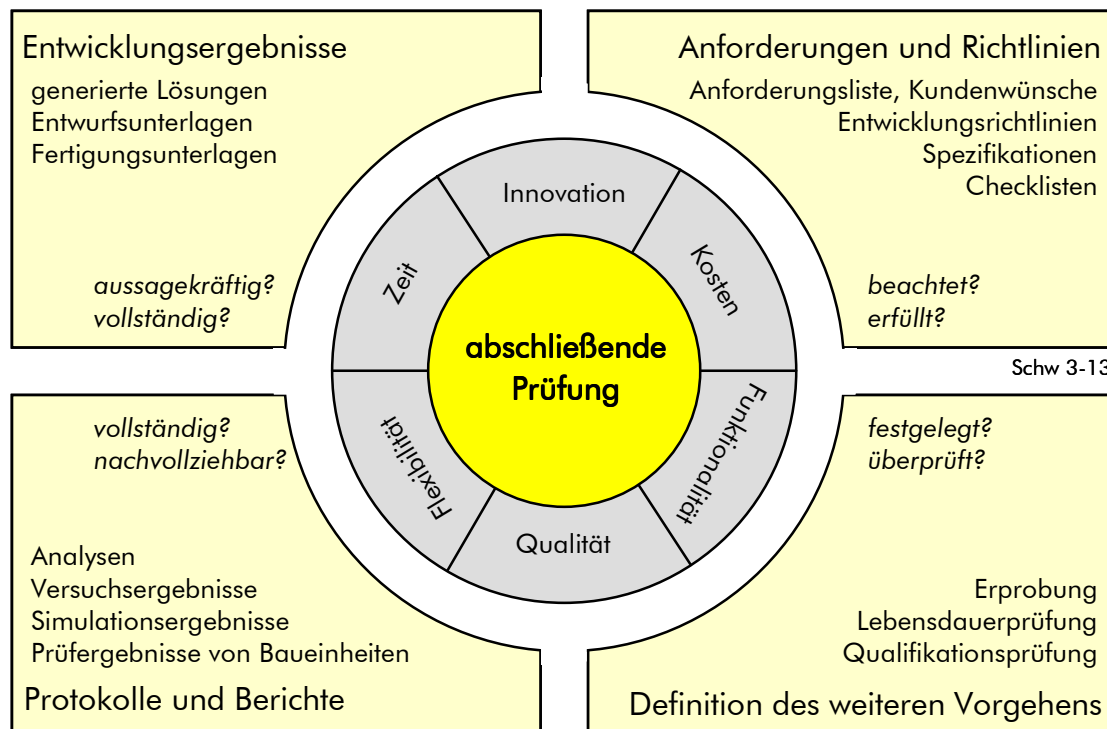 Entwicklungsergebnisse
generierte Lösungen
Entwurfsunterlagen
Fertigungsunterlagen
aussagekräftig?
vollständig?
Anforderungen und Richtlinien
Anforderungsliste, Kundenwünsche
Entwicklungsrichtlinien
Spezifikationen
Checklisten
beachtet?
erfüllt?
Innovation
Zeit
Kosten
abschließende
Prüfung
Flexibilität
Funktionalität
Qualität
Schw 3-13
vollständig?
nachvollziehbar?
Analysen
Versuchsergebnisse
Simulationsergebnisse
Prüfergebnisse von Baueinheiten
Protokolle und Berichte
festgelegt?
überprüft?
Erprobung
Lebensdauerprüfung
Qualifikationsprüfung
Definition des weiteren Vorgehens